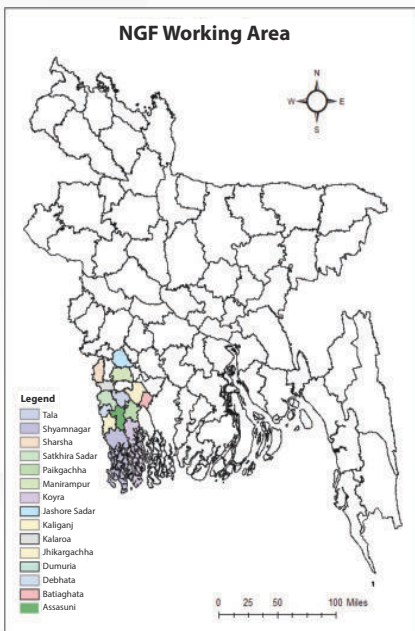 NGF Working Area
N
W
E
S
Legend
Tala
Shyamnagar
Sharsha
Satkhira Sadar
Paikgachha
Manirampur
Koyra
Jashore Sadar
Kaliganj
Kalaroa
Jhikargachha
Dumuria
Debhata
Batiaghata
Assasuni
1
0 25 50 100 Miles